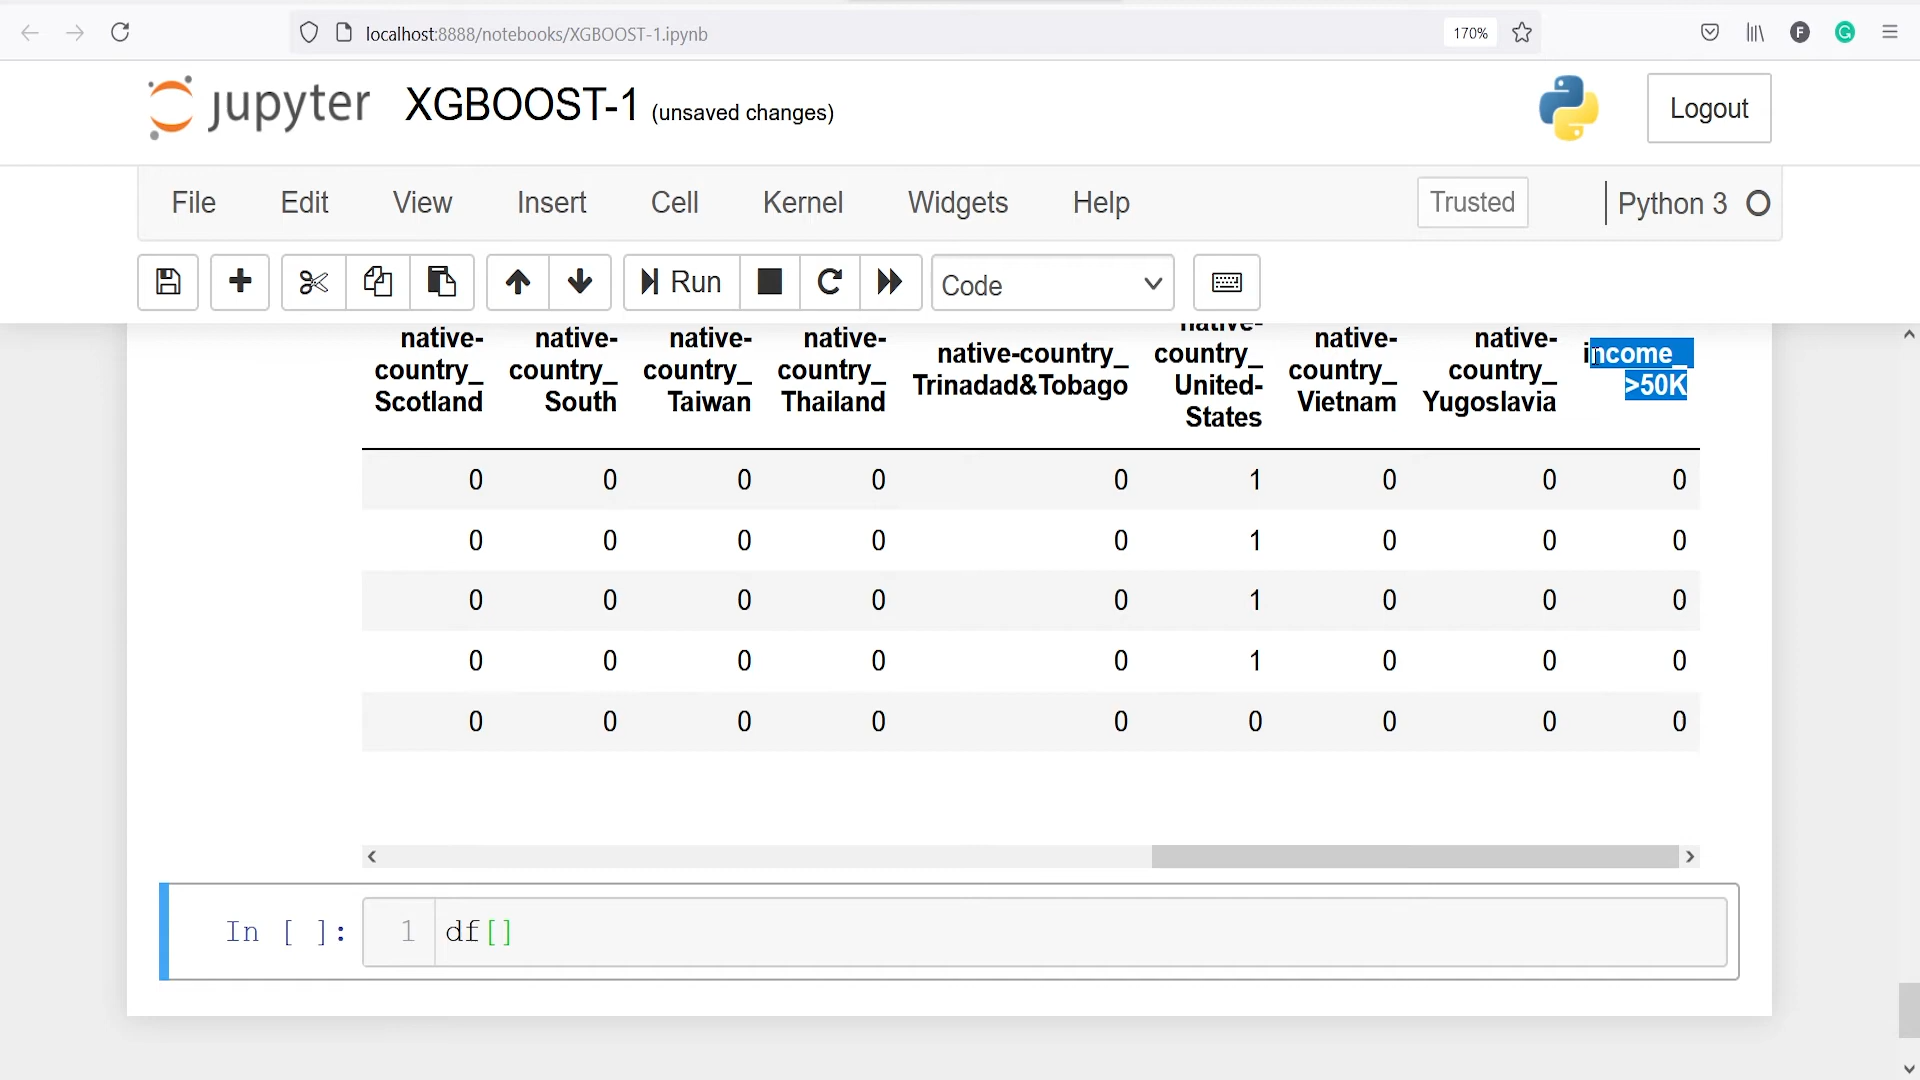 localhost:8888/notebooks/XGBOOST-1.ipynb
170%
F
G
jupyter XGBOOST-1 (unsaved changes)
Logout
File Edit View Insert Cell Kernel Widgets Help
Trusted
Python 3
Run
Code
native-country_Scotland native-country_South native-country_Taiwan native-country_Thailand native-country_Trinadad&Tobago native-country_United-States native-country_Vietnam native-country_Yugoslavia income_>50K
0 0 0 0 0 1 0 0 0
0 0 0 0 0 1 0 0 0
0 0 0 0 0 1 0 0 0
0 0 0 0 0 1 0 0 0
0 0 0 0 0 0 0 0 0
In [ ]: 1 df[]